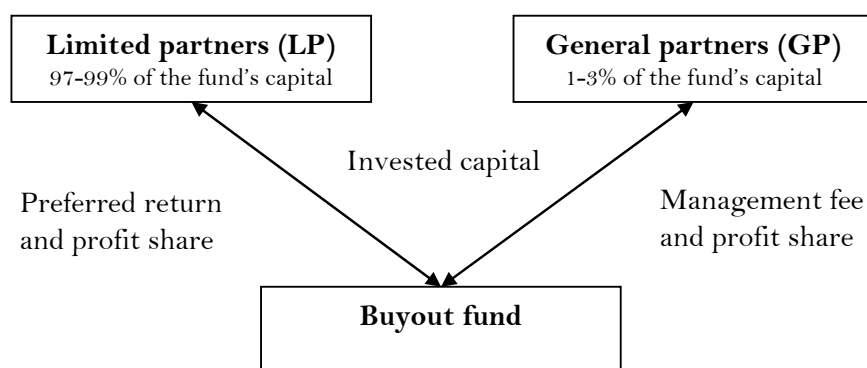 Limited partners (LP)
97-99% of the fund's capital
General partners (GP)
1-3% of the fund's capital
Invested capital
Preferred return
and profit share
Management fee
and profit share
Buyout fund